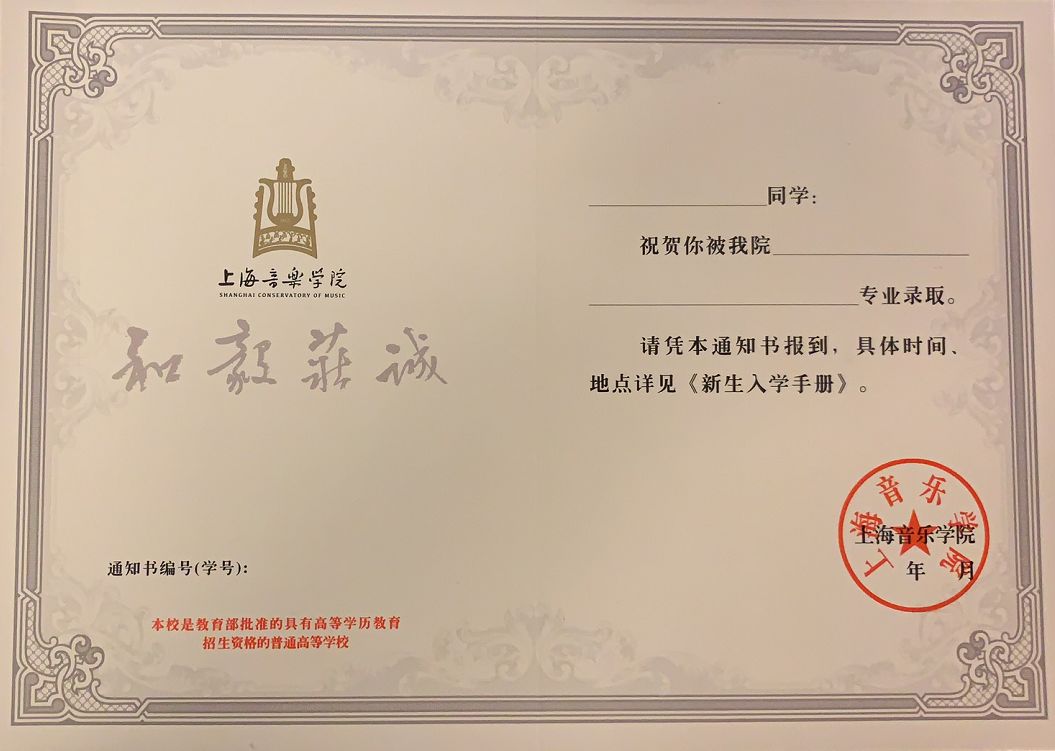 上海音樂学院
SHANGHAI CONSERVATORY OF MUSIC
和毅莊诚
通知书编号(学号):
本校是教育部批准的具有高等学历教育
招生资格的普通高等学校
同学:
祝贺你被我院
专业录取。
请凭本通知书报到，具体时间、
地点详见《新生入学手册》。
上海音乐学院
上海音乐学院
年 月